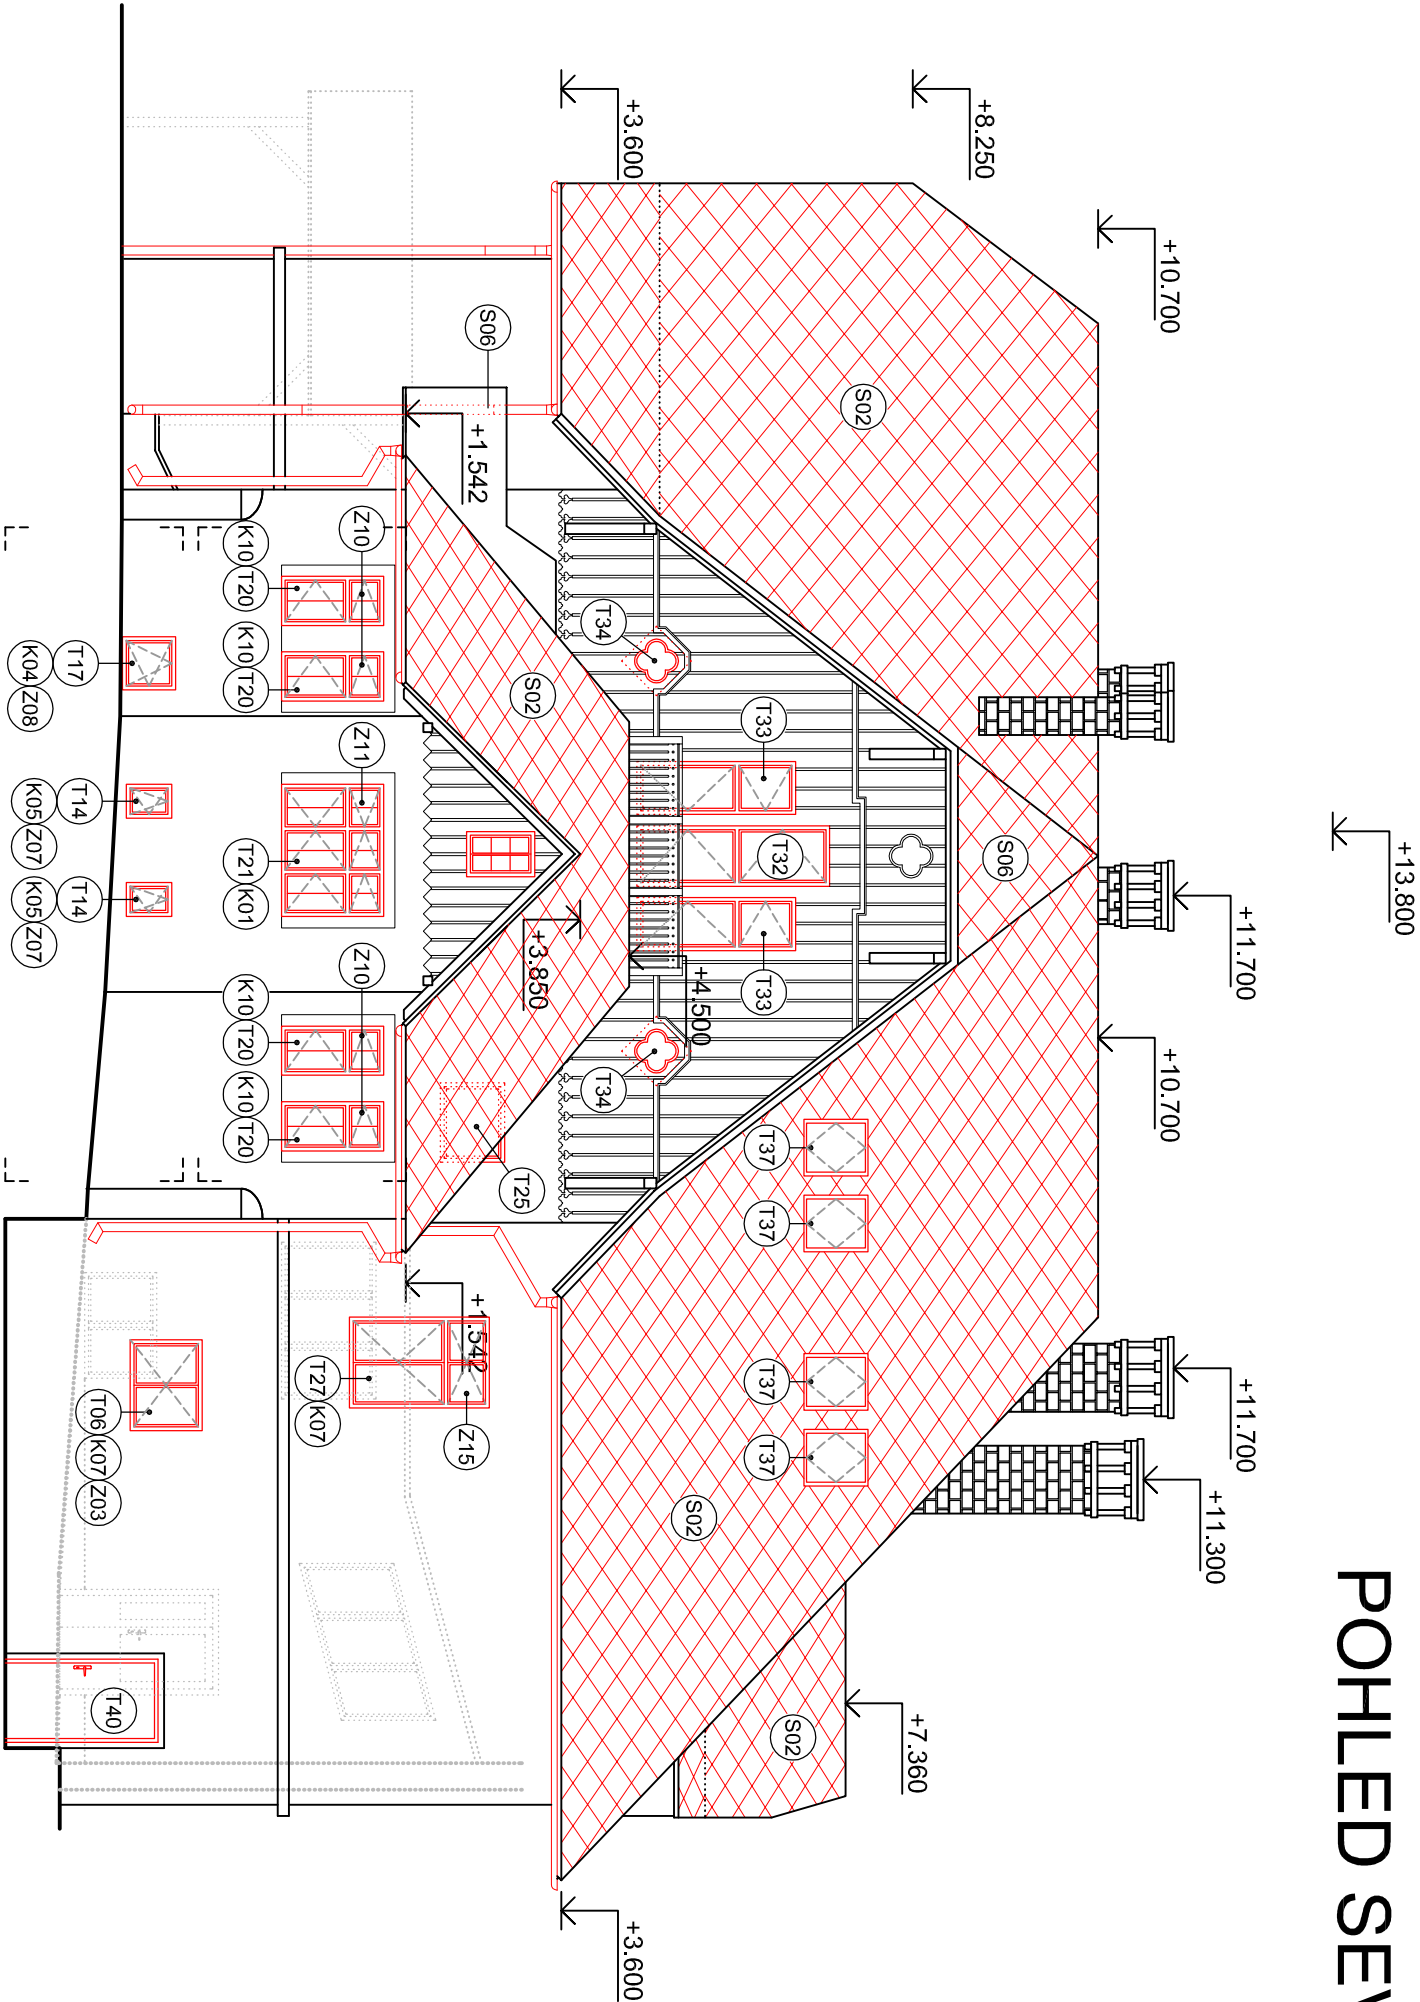 POHLED SEV
+13.800
+10.700
+11.700
+10.700
+11.700
+11.300
+8.250
+7.360
+3.600
+3.600
+4.500
+3.850
+1.542
+1.542
S02
S06
S02
S02
S02
S06
T32
T33
T33
T34
T34
T37
T37
T37
T37
T25
Z10
Z11
Z10
Z15
K10 T20
K10 T20
T21 K01
K10 T20
K10 T20
T27 K07
T17
K04 Z08
T14
K05 Z07
T14
K05 Z07
T06 K07 Z03
T40